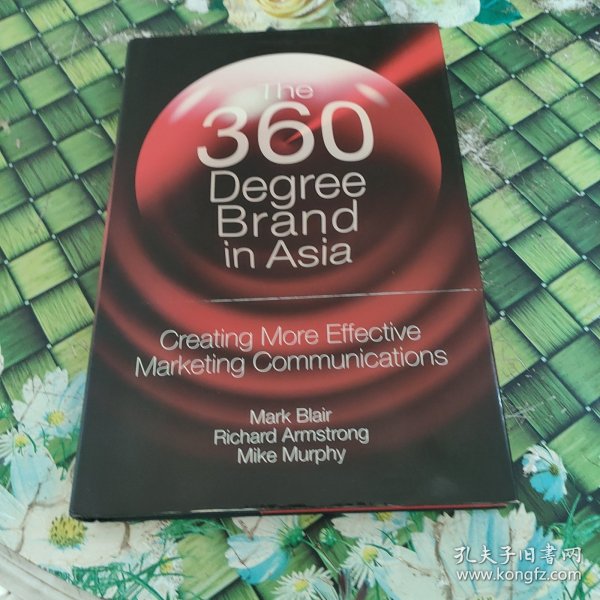 The
360
Degree
Brand
in Asia
Creating More Effective
Marketing Communications
Mark Blair
Richard Armstrong
Mike Murphy
孔夫子旧書网
www.kongfz.com